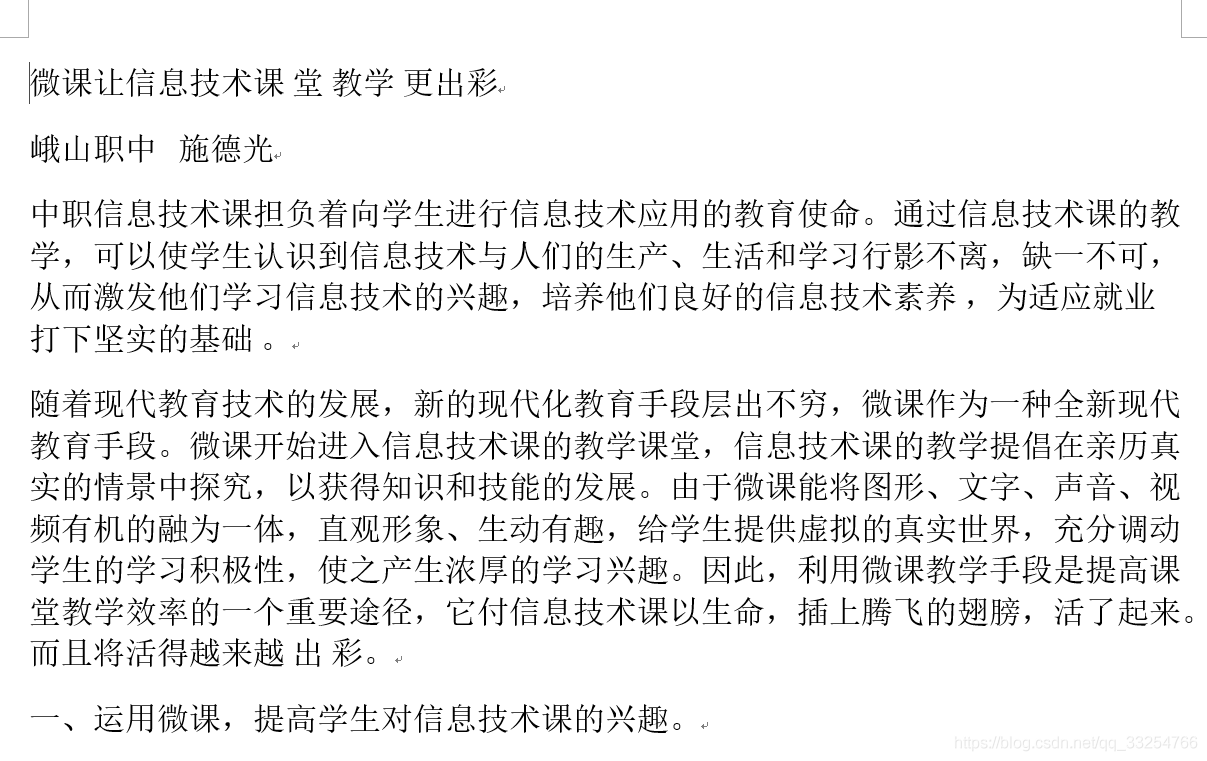 微课让信息技术课 堂 教学 更出彩
峨山职中 施德光
中职信息技术课担负着向学生进行信息技术应用的教育使命。通过信息技术课的教
学，可以使学生认识到信息技术与人们的生产、生活和学习行影不离，缺一不可，
从而激发他们学习信息技术的兴趣，培养他们良好的信息技术素养 ，为适应就业
打下坚实的基础 。
随着现代教育技术的发展，新的现代化教育手段层出不穷，微课作为一种全新现代
教育手段。微课开始进入信息技术课的教学课堂，信息技术课的教学提倡在亲历真
实的情景中探究，以获得知识和技能的发展。由于微课能将图形、文字、声音、视
频有机的融为一体，直观形象、生动有趣，给学生提供虚拟的真实世界，充分调动
学生的学习积极性，使之产生浓厚的学习兴趣。因此，利用微课教学手段是提高课
堂教学效率的一个重要途径，它付信息技术课以生命，插上腾飞的翅膀，活了起来。
而且将活得越来越 出 彩。
一、运用微课，提高学生对信息技术课的兴趣。
https://blog.csdn.net/qq_33254766